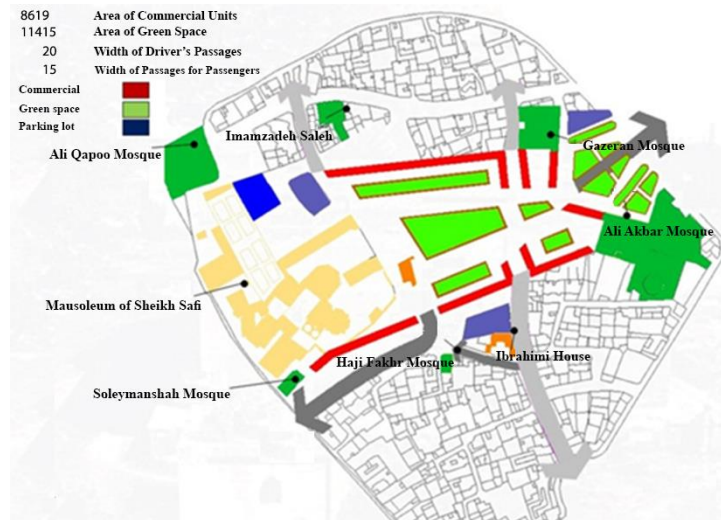 8619 Area of Commercial Units
11415 Area of Green Space
20 Width of Driver's Passages
15 Width of Passages for Passengers
Commercial
Green space
Parking lot
Imamzadeh Saleh
Ali Qapoo Mosque
Gazeran Mosque
Ali Akbar Mosque
Mausoleum of Sheikh Safi
Haji Fakhr Mosque
Ibrahimi House
Soleymanshah Mosque